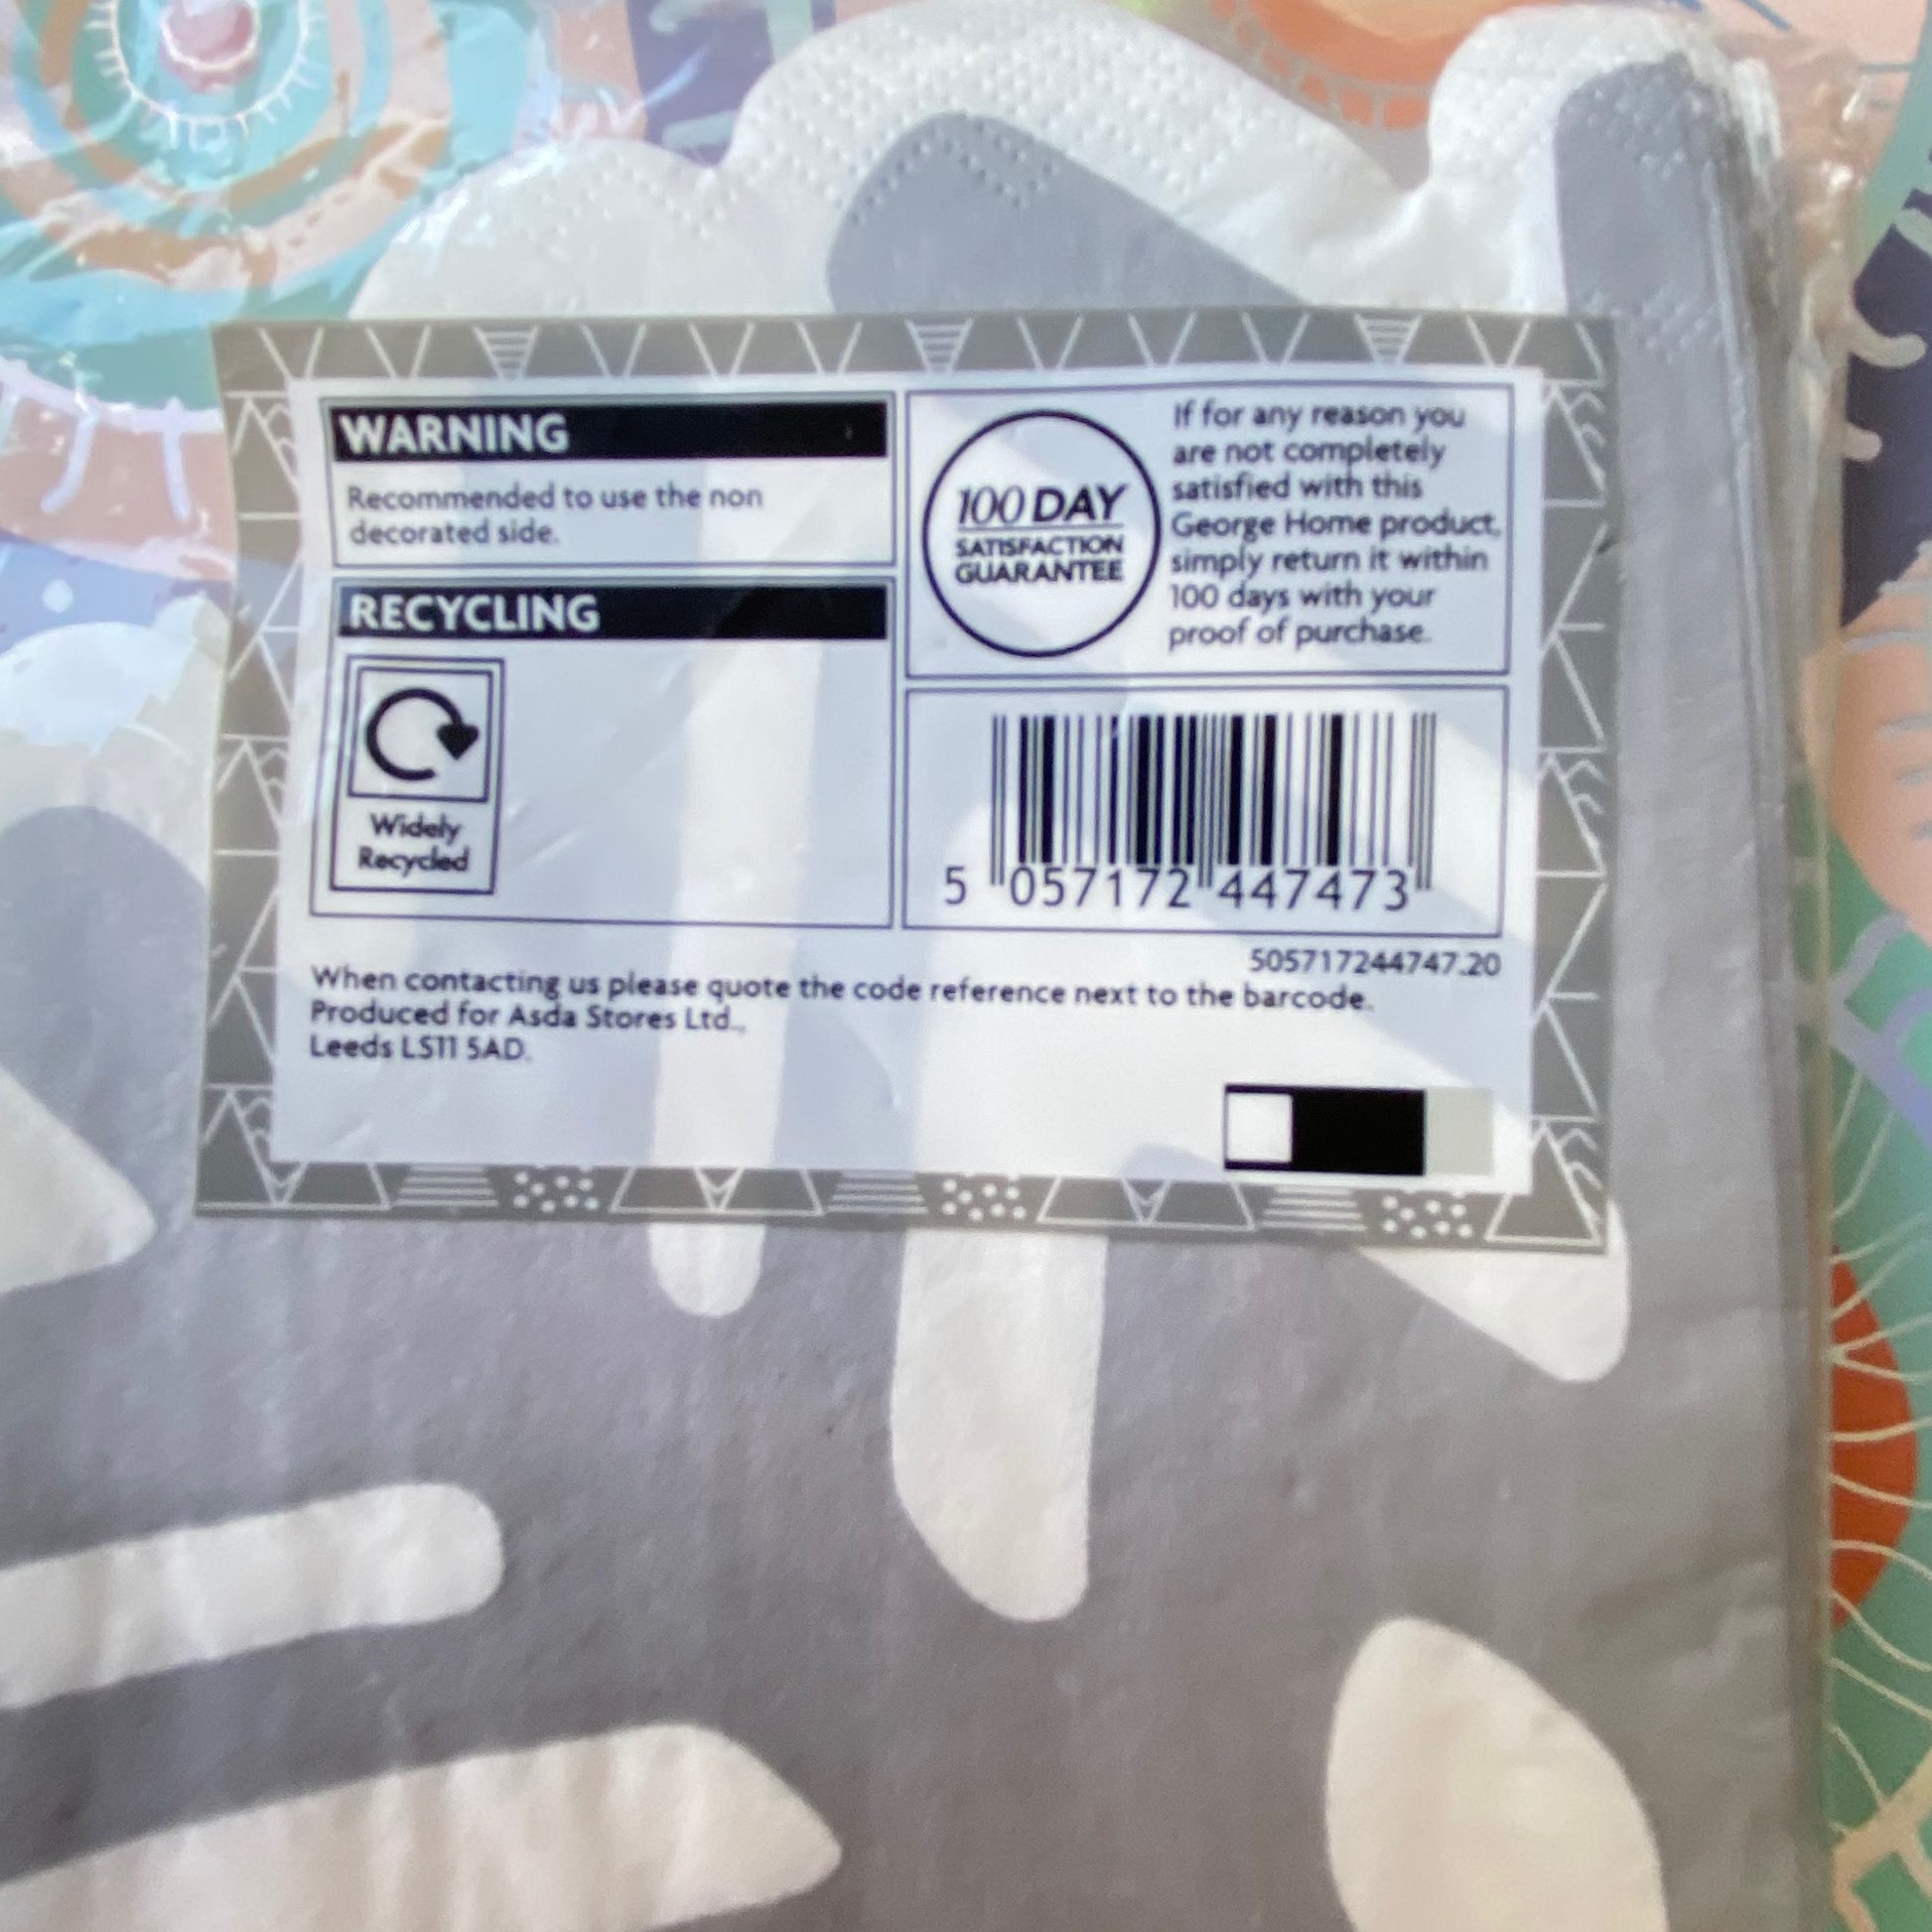 WARNING
Recommended to use the non
decorated side.
RECYCLING
Widely
Recycled
100 DAY
SATISFACTION
GUARANTEE
If for any reason you
are not completely
satisfied with this
George Home product,
simply return it within
100 days with your
proof of purchase.
5 057172 447473
505717244747.20
When contacting us please quote the code reference next to the barcode.
Produced for Asda Stores Ltd.,
Leeds LS11 5AD.